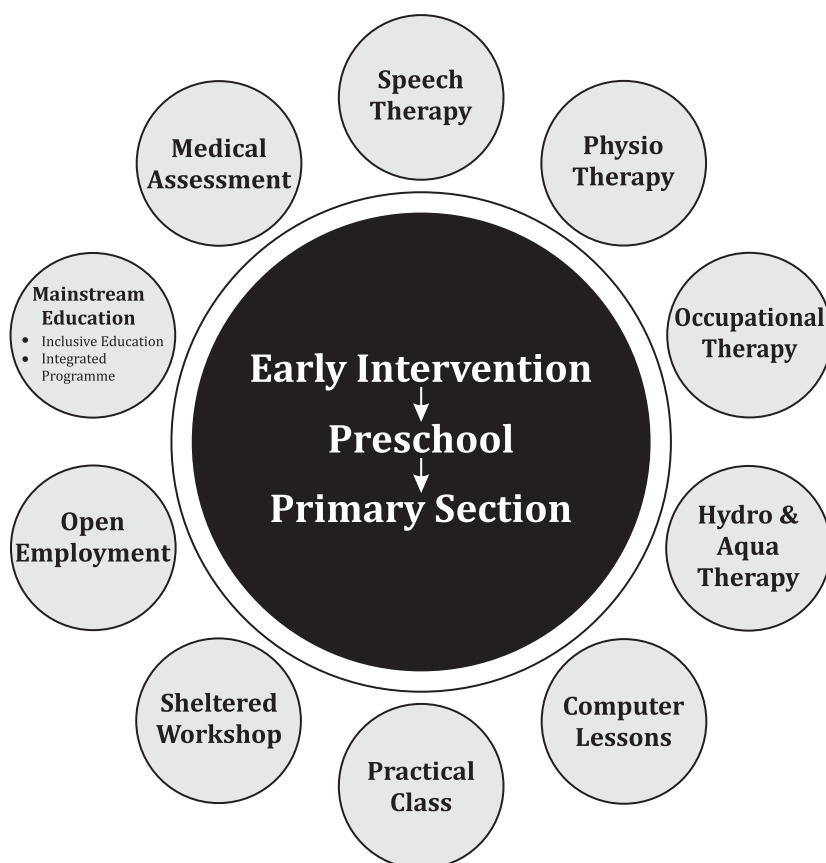 Speech
Therapy
Physio
Therapy
Occupational
Therapy
Hydro &
Aqua
Therapy
Computer
Lessons
Practical
Class
Sheltered
Workshop
Open
Employment
Mainstream
Education
• Inclusive Education
• Integrated
Programme
Medical
Assessment
Early Intervention
Preschool
Primary Section